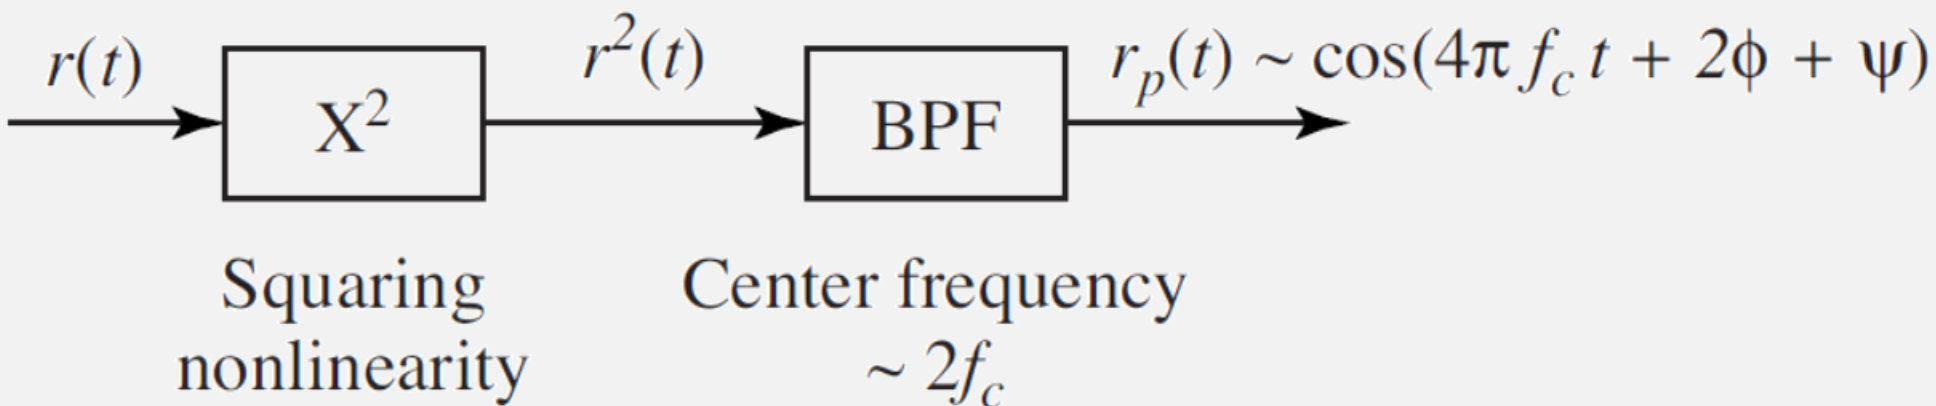 r(t)
X²
r²(t)
BPF
r_p(t) ~ cos(4π f_c t + 2ϕ + ψ)
Squaring
nonlinearity
Center frequency
~ 2f_c